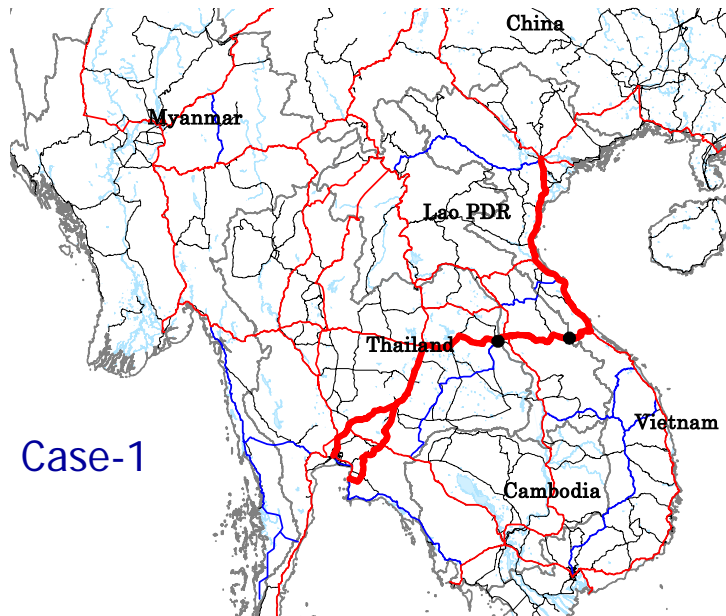 China
Myanmar
Lao PDR
Thailand
Vietnam
Case-1
Cambodia